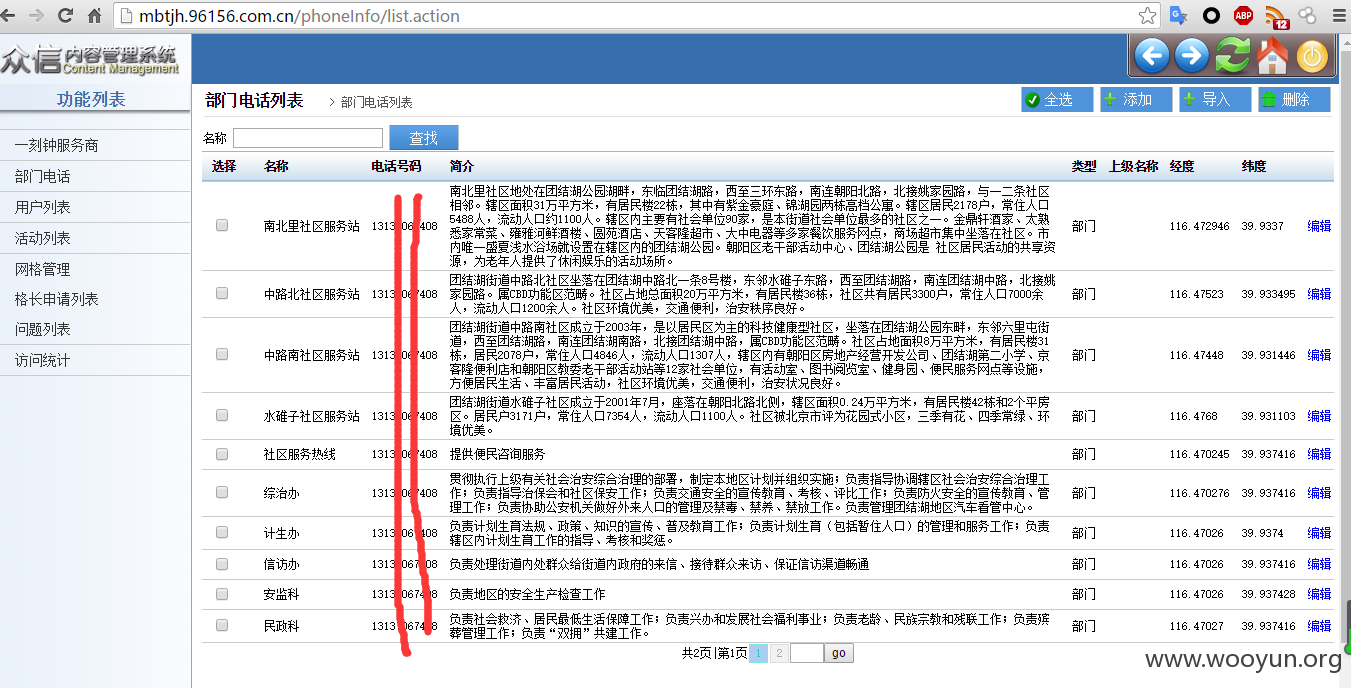 mbtjh.96156.com.cn/phoneInfo/list.action
ABP
12
众信内容管理系统
Content Management
功能列表
一刻钟服务商
部门电话
用户列表
活动列表
网格管理
格长申请列表
问题列表
访问统计
部门电话列表 > 部门电话列表
全选 添加 导入 删除
名称 查找
选择 名称 电话号码 简介 类型 上级名称 经度 纬度
南北里社区地处在团结湖公园湖畔，东临团结湖路，西至三环东路，南连朝阳北路，北接姚家园路，与一二条社区
相邻。辖区面积31万平方米，有居民楼22栋，其中有紫金豪庭、锦湖园两栋高档公寓。辖区居民2178户，常住人口
5488人，流动人口约1100人。辖区内主要有社会单位90家，是本街道社会单位最多的社区之一。金鼎轩酒家、太熟
悉家常菜、雍雅河鲜酒楼、圆苑酒店、天客隆超市、大中电器等多家餐饮服务网点，商场超市集中坐落在社区。市
内唯一盛夏浅水浴场就设置在辖区内的团结湖公园。朝阳区老干部活动中心、团结湖公园是 社区居民活动的共享资
源，为老年人提供了休闲娱乐的活动场所。
南北里社区服务站 部门 116.472946 39.9337 编辑
团结湖街道中路北社区坐落在团结湖中路北一条8号楼，东邻水碓子东路，西至团结湖路，南连团结湖中路，北接姚
家园路。属CBD功能区范畴。社区占地总面积20万平方米，有居民楼36栋，社区共有居民3300户，常住人口7000余
人，流动人口1200余人。社区环境优美，交通便利，治安秩序良好。
中路北社区服务站 部门 116.47523 39.933495 编辑
团结湖街道中路南社区成立于2003年，是以居民区为主的科技健康型社区，坐落在团结湖公园东畔，东邻六里屯街
道，西至团结湖路，南连团结湖南路，北接团结湖中路，属CBD功能区范畴。社区占地面积8万平方米，有居民楼31
栋，居民2078户，常住人口4846人，流动人口1307人，辖区内有朝阳区房地产经营开发公司、团结湖第二小学、京
客隆便利店和朝阳区教委老干部活动站等12家社会单位，有活动室、图书阅览室、健身园、便民服务网点等设施，
方便居民生活、丰富居民活动，社区环境优美，交通便利，治安状况良好。
中路南社区服务站 部门 116.47448 39.931446 编辑
团结湖街道水碓子社区成立于2001年7月，座落在朝阳北路北侧，辖区面积0.24万平方米，有居民楼42栋和2个平房
区。居民户3171户，常住人口7354人，流动人口1100人。社区被北京市评为花园式小区，三季有花、四季常绿、环
境优美。
水碓子社区服务站 部门 116.4768 39.931103 编辑
社区服务热线 提供便民咨询服务 部门 116.470245 39.937416 编辑
贯彻执行上级有关社会治安综合治理的部署，制定本地区计划并组织实施；负责指导协调辖区社会治安综合治理工
作；负责指导治保会和社区保安工作；负责交通安全的宣传教育、考核、评比工作；负责防火安全的宣传教育、管
理工作；负责协助公安机关做好外来人口的管理及禁毒、禁养、禁放工作。负责管理团结湖地区汽车看管中心。
综治办 部门 116.470276 39.937416 编辑
负责计划生育法规、政策、知识的宣传、普及教育工作；负责计划生育（包括暂住人口）的管理和服务工作；负责
辖区内计划生育工作的指导、考核和奖惩。
计生办 部门 116.47026 39.9374 编辑
信访办 负责处理街道内处群众给街道内政府的来信、接待群众来访、保证信访渠道畅通 部门 116.47026 39.937416 编辑
安监科 负责地区的安全生产检查工作 部门 116.47026 39.937428 编辑
负责社会救济、居民最低生活保障工作；负责兴办和发展社会福利事业；负责老龄、民族宗教和残联工作；负责殡
葬管理工作；负责“双拥”共建工作。
民政科 部门 116.47027 39.937416 编辑
共2页|第1页 1 2 go
www.wooyun.org